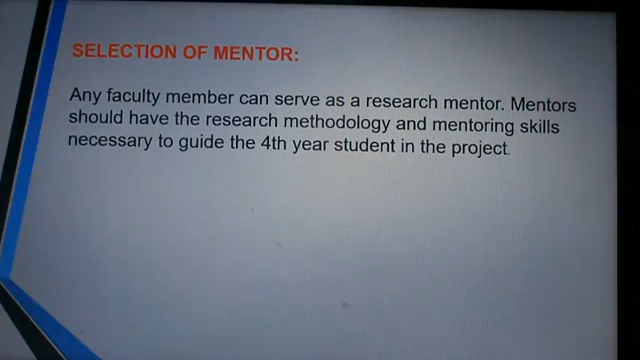 SELECTION OF MENTOR:
Any faculty member can serve as a research mentor. Mentors
should have the research methodology and mentoring skills
necessary to guide the 4th year student in the project.